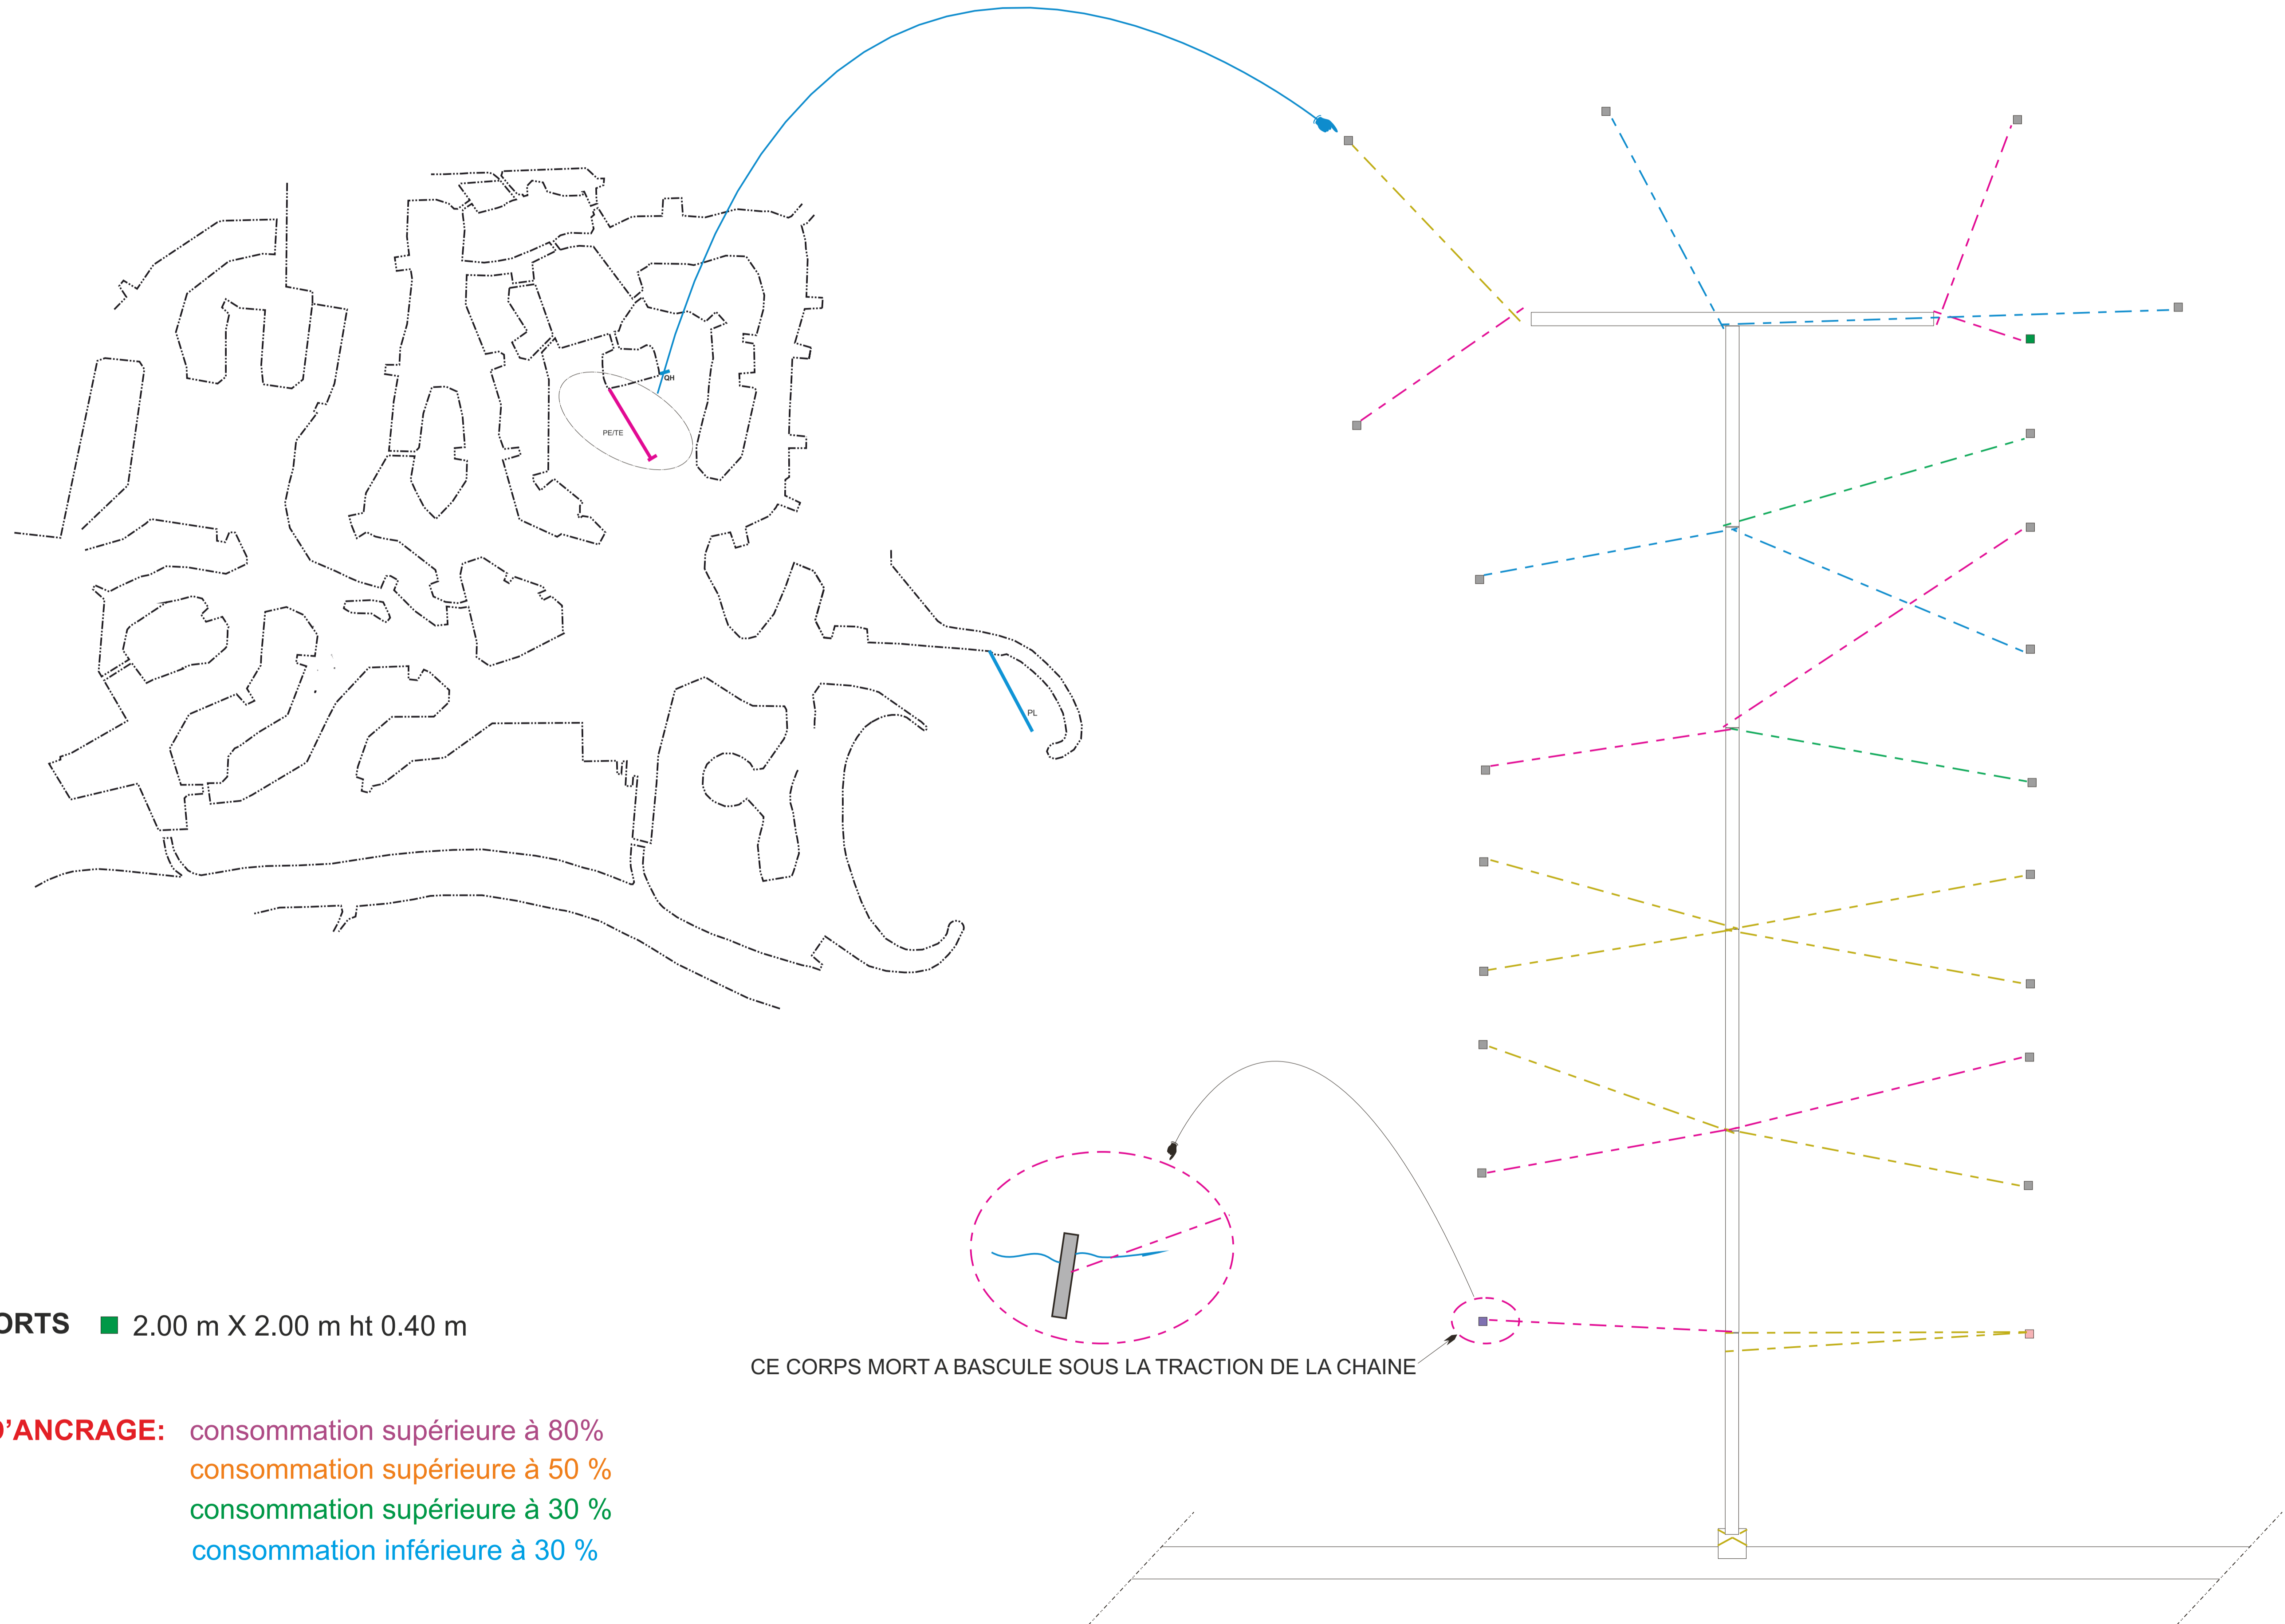 QH
PE/TE
PL
ORTS 2.00 m X 2.00 m ht 0.40 m
CE CORPS MORT A BASCULE SOUS LA TRACTION DE LA CHAINE
D’ANCRAGE: consommation supérieure à 80%
consommation supérieure à 50 %
consommation supérieure à 30 %
consommation inférieure à 30 %